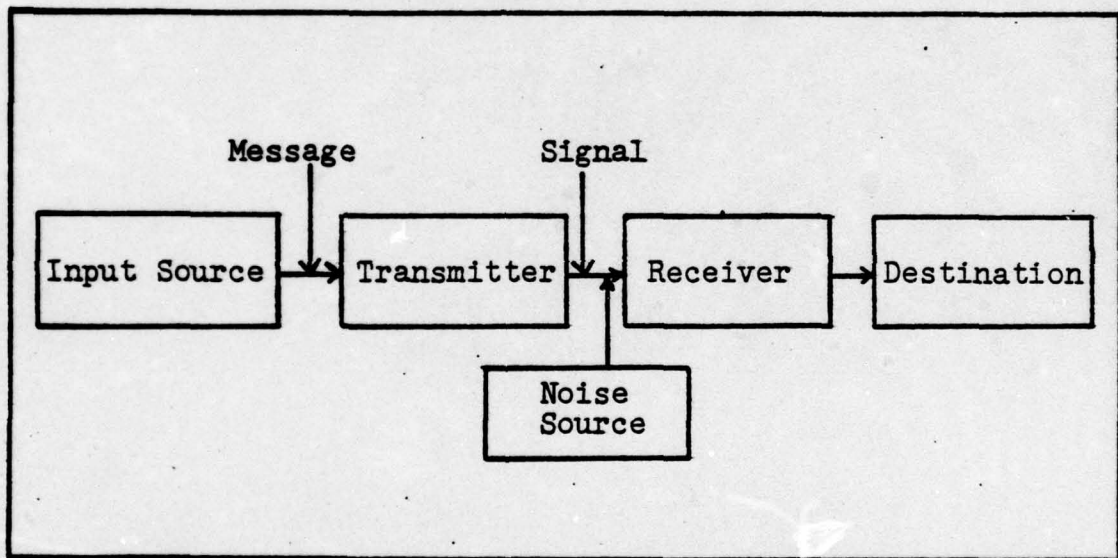 Message
Signal
Input Source
Transmitter
Receiver
Destination
Noise
Source